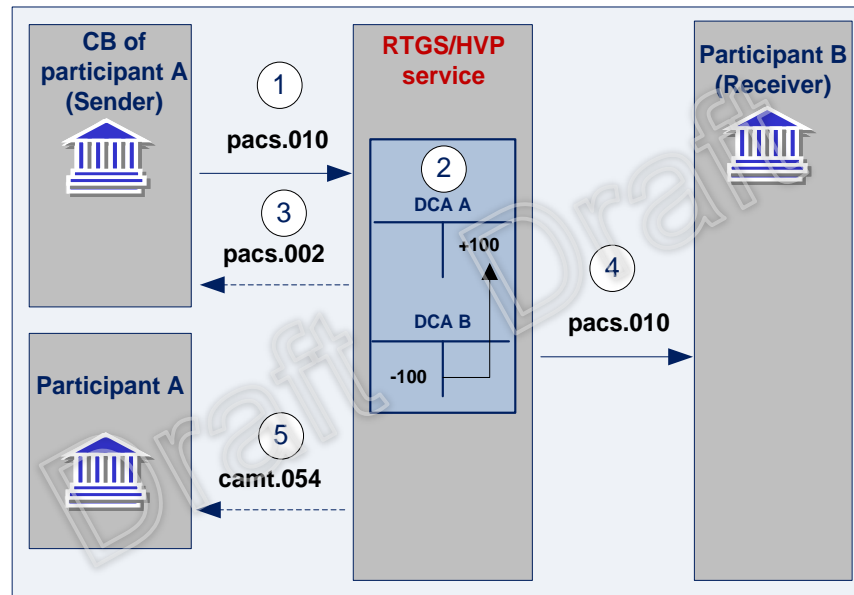 CB of
participant A
(Sender)
1
pacs.010
3
pacs.002
RTGS/HVP
service
2
DCA A
+100
DCA B
-100
Participant B
(Receiver)
4
pacs.010
Participant A
5
camt.054
Draft
Draft